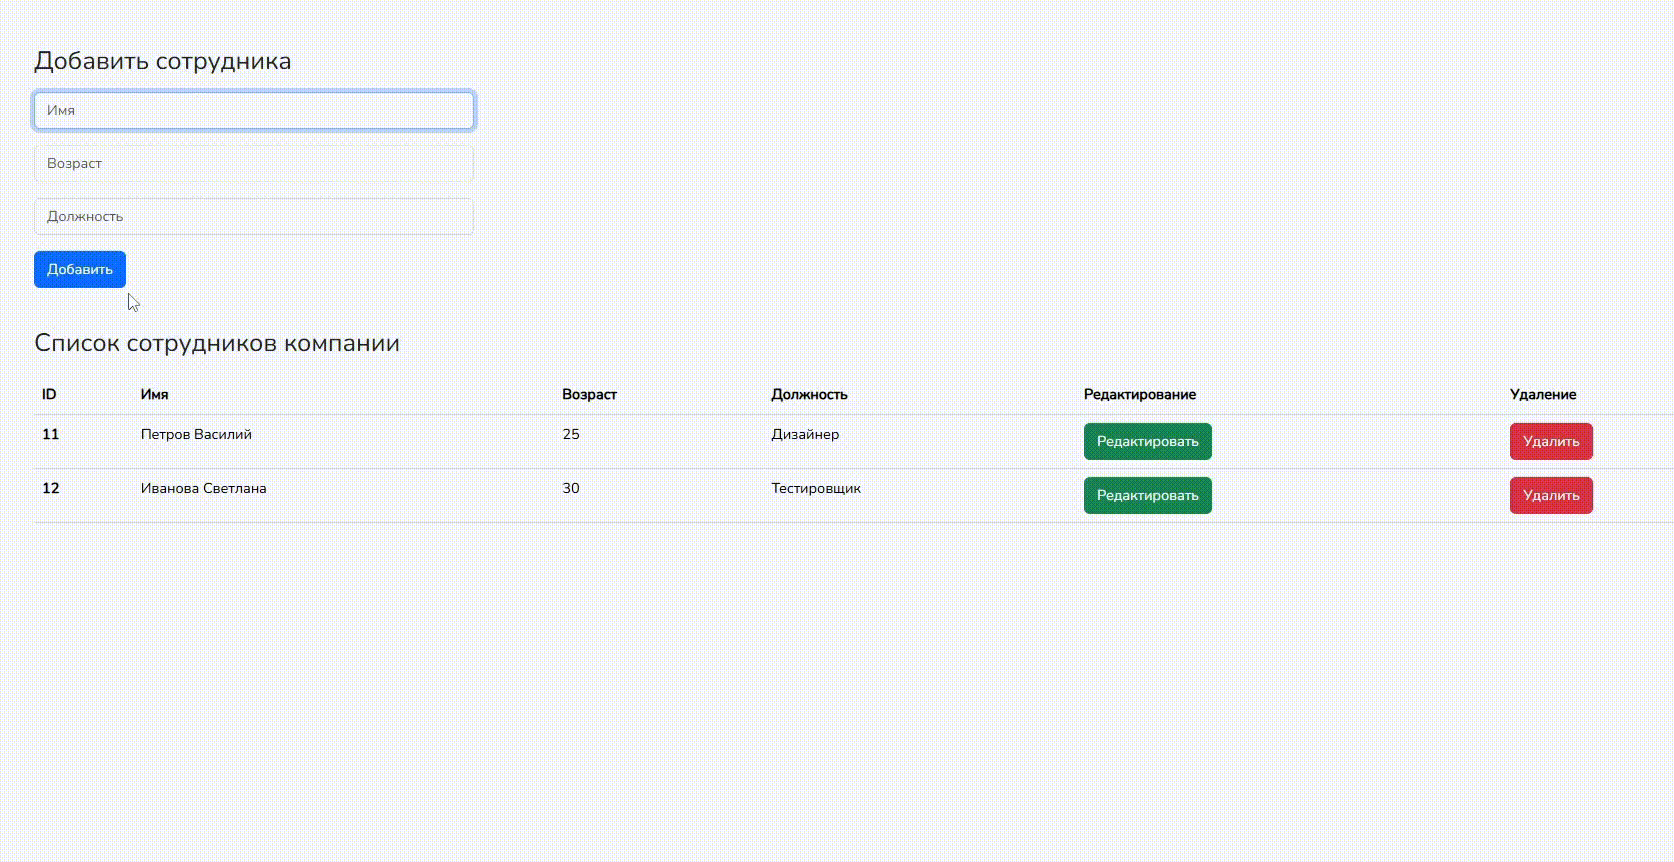 Добавить сотрудника
Имя
Возраст
Должность
Добавить
Список сотрудников компании
ID Имя Возраст Должность Редактирование Удаление
11 Петров Василий 25 Дизайнер Редактировать Удалить
12 Иванова Светлана 30 Тестировщик Редактировать Удалить